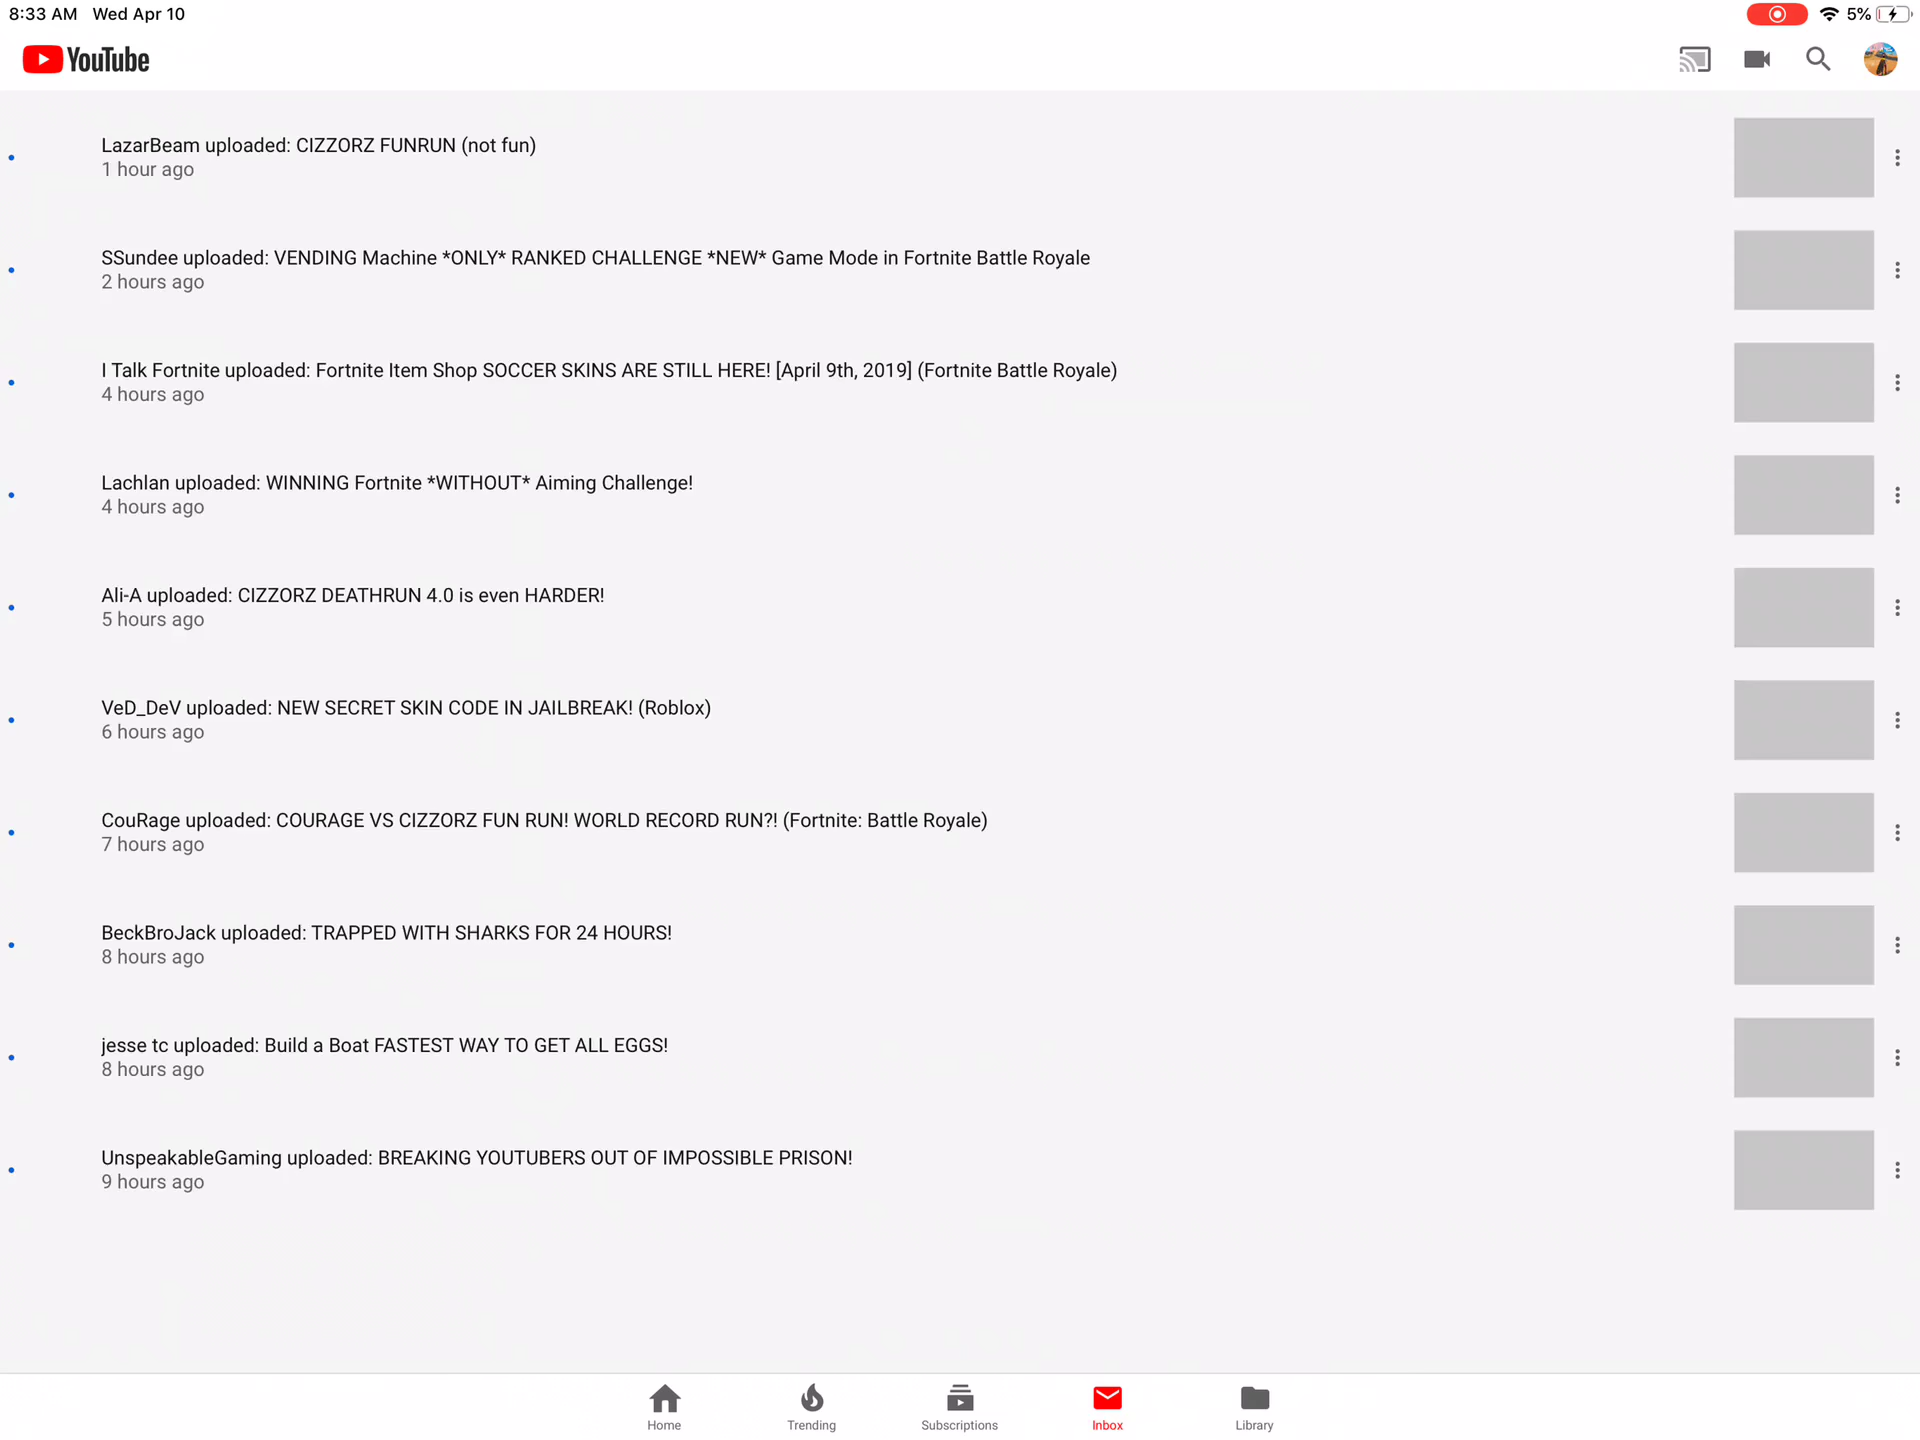 8:33 AM Wed Apr 10
5%
YouTube
LazarBeam uploaded: CIZZORZ FUNRUN (not fun)
1 hour ago
SSundee uploaded: VENDING Machine *ONLY* RANKED CHALLENGE *NEW* Game Mode in Fortnite Battle Royale
2 hours ago
I Talk Fortnite uploaded: Fortnite Item Shop SOCCER SKINS ARE STILL HERE! [April 9th, 2019] (Fortnite Battle Royale)
4 hours ago
Lachlan uploaded: WINNING Fortnite *WITHOUT* Aiming Challenge!
4 hours ago
Ali-A uploaded: CIZZORZ DEATHRUN 4.0 is even HARDER!
5 hours ago
VeD_DeV uploaded: NEW SECRET SKIN CODE IN JAILBREAK! (Roblox)
6 hours ago
CouRage uploaded: COURAGE VS CIZZORZ FUN RUN! WORLD RECORD RUN?! (Fortnite: Battle Royale)
7 hours ago
BeckBroJack uploaded: TRAPPED WITH SHARKS FOR 24 HOURS!
8 hours ago
jesse tc uploaded: Build a Boat FASTEST WAY TO GET ALL EGGS!
8 hours ago
UnspeakableGaming uploaded: BREAKING YOUTUBERS OUT OF IMPOSSIBLE PRISON!
9 hours ago
Home Trending Subscriptions Inbox Library